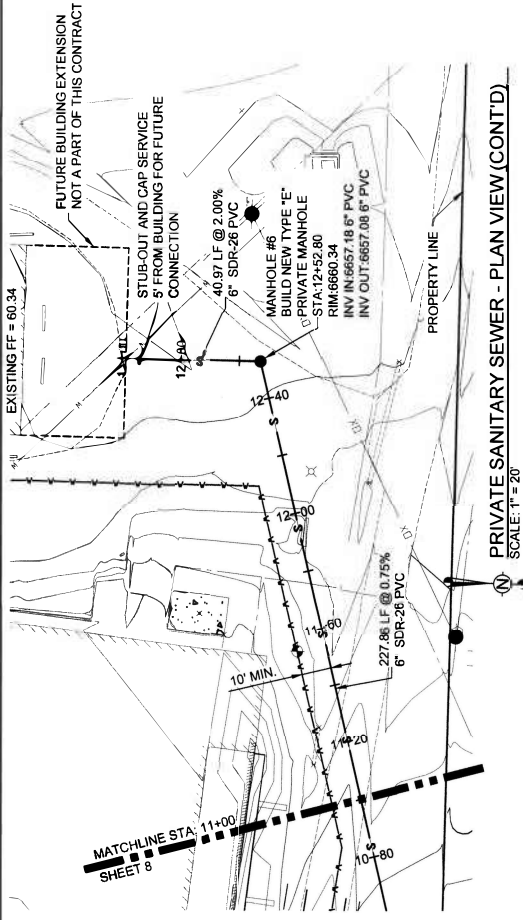 EXISTING FF = 60.34
FUTURE BUILDING EXTENSION
NOT A PART OF THIS CONTRACT
STUB-OUT AND CAP SERVICE
5' FROM BUILDING FOR FUTURE
CONNECTION
40.97 LF @ 2.00%
6" SDR-26 PVC
MANHOLE #6
BUILD NEW TYPE "E"
PRIVATE MANHOLE
STA:12+52.80
RIM:6660.34
INV IN:6657.18 6" PVC
INV OUT:6657.08 6" PVC
12+80
12+40
12+00
11+60
11+20
10+80
10' MIN.
227.86 LF @ 0.75%
6" SDR-26 PVC
MATCHLINE STA: 11+00
SHEET 8
PROPERTY LINE
N
PRIVATE SANITARY SEWER - PLAN VIEW (CONT'D)
SCALE: 1" = 20'